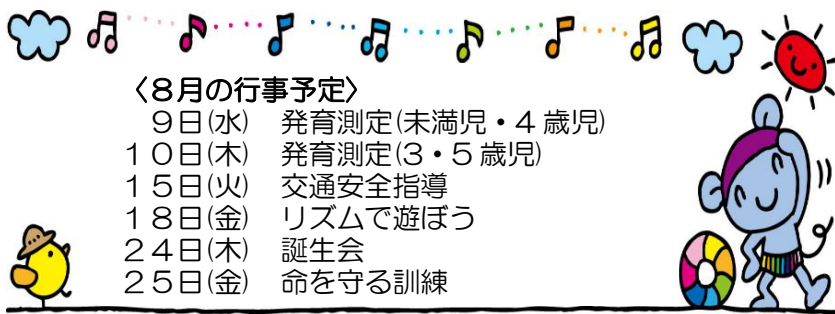 〈８月の行事予定〉
９日(水)　発育測定(未満児・４歳児)
１０日(木)　発育測定(３・５歳児)
１５日(火)　交通安全指導
１８日(金)　リズムで遊ぼう
２４日(木)　誕生会
２５日(金)　命を守る訓練